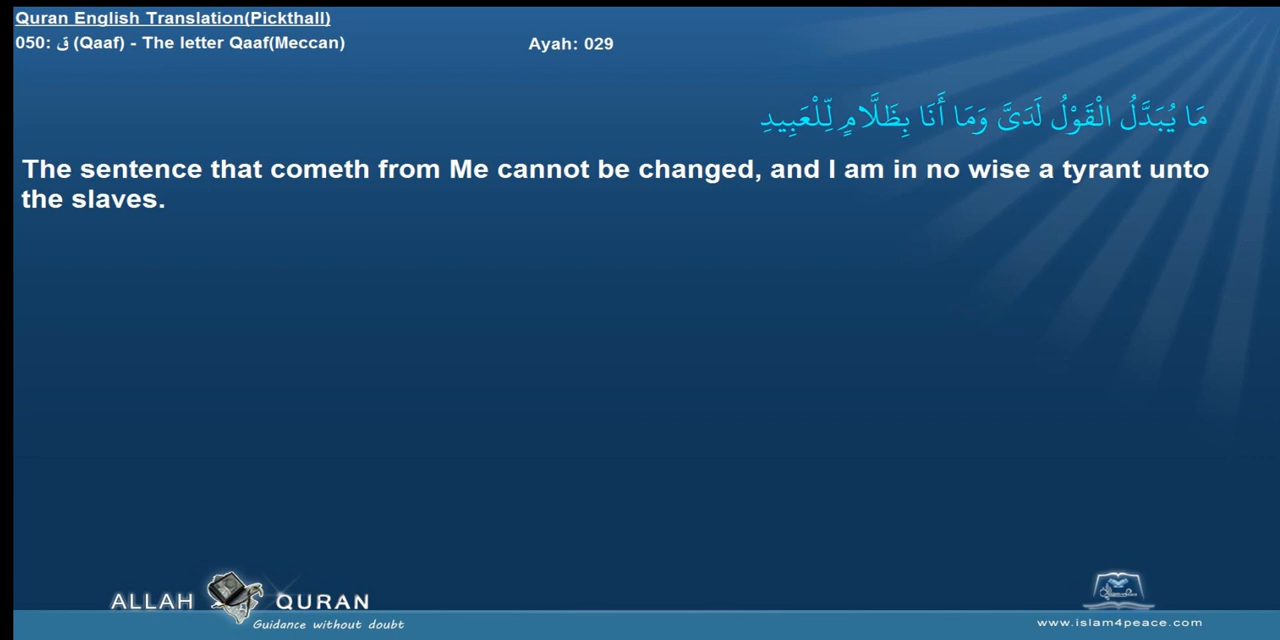 Quran English Translation(Pickthall)
050: ق (Qaaf) - The letter Qaaf(Meccan) Ayah: 029
مَا يُبَدَّلُ الْقَوْلُ لَدَىَّ وَمَا أَنَا بِظَلَّامٍ لِّلْعَبِيدِ
The sentence that cometh from Me cannot be changed, and I am in no wise a tyrant unto
the slaves.
ALLAH QURAN
Guidance without doubt
www.islam4peace.com